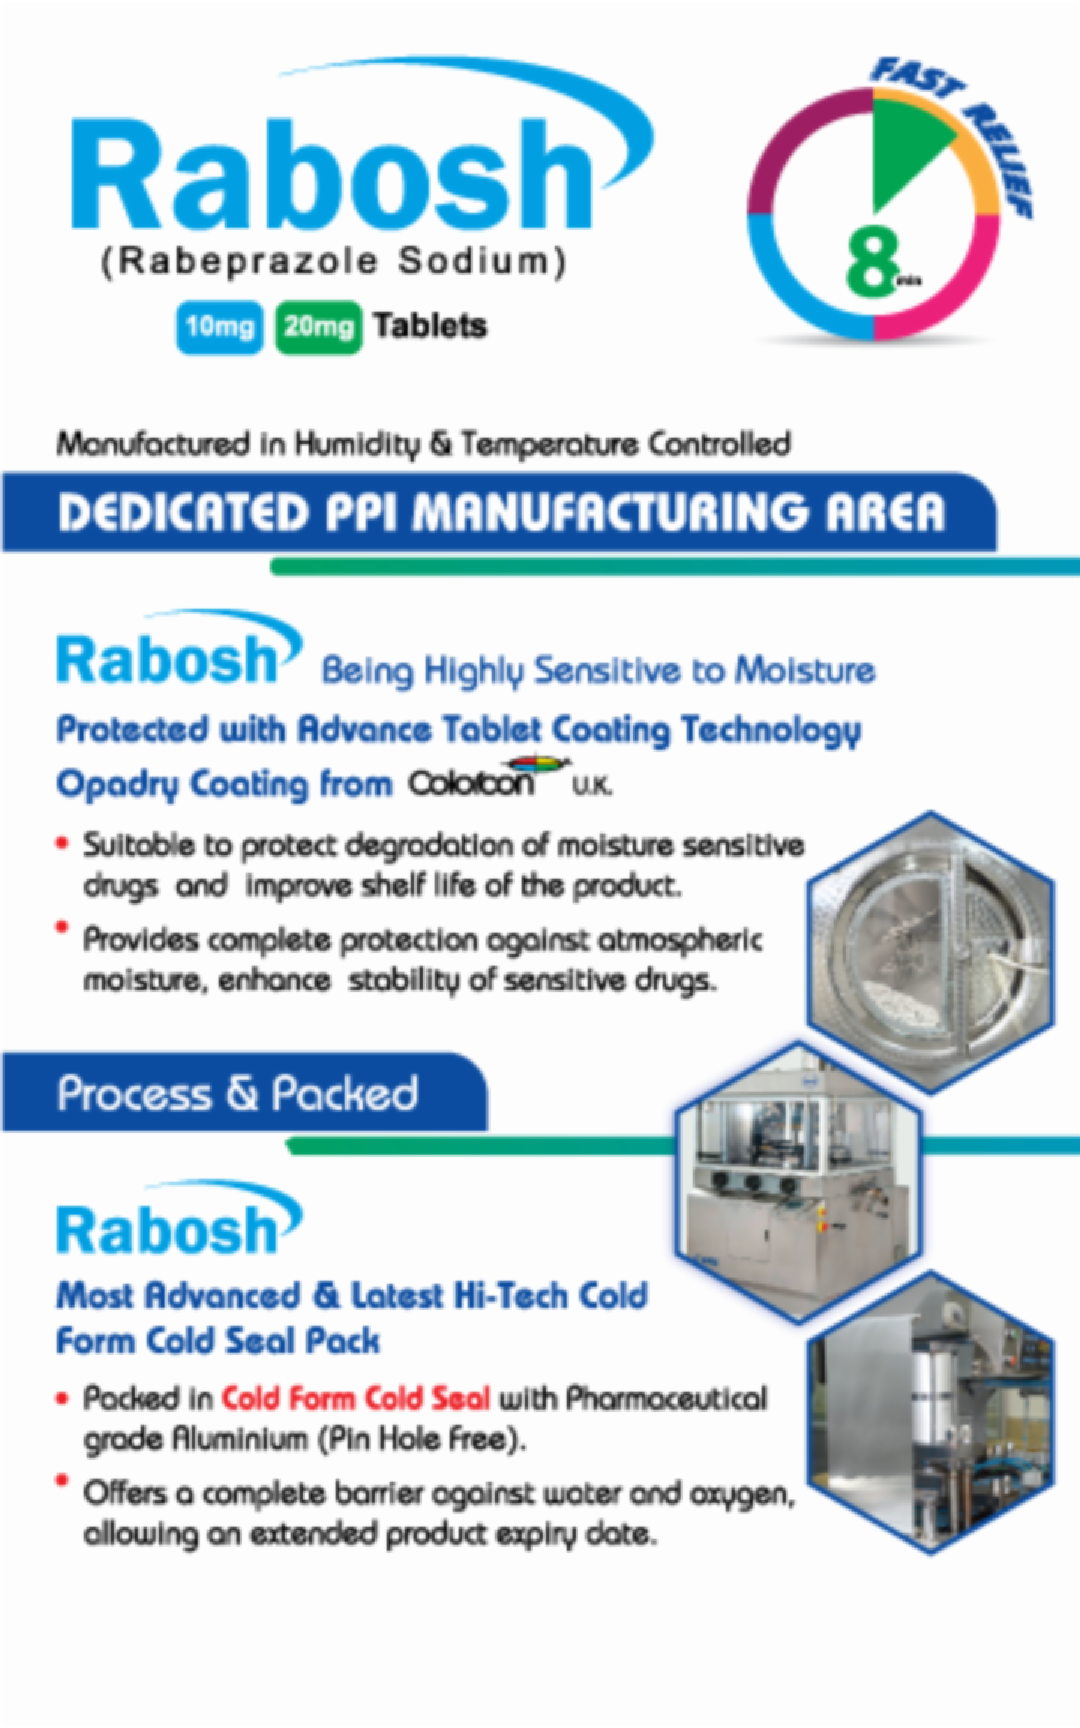 Rabosh
FAST RELIEF
(Rabeprazole Sodium)
8 min
10mg 20mg Tablets
Manufactured in Humidity & Temperature Controlled
DEDICATED PPI MANUFACTURING AREA
Rabosh Being Highly Sensitive to Moisture
Protected with Advance Tablet Coating Technology
Opadry Coating from Colorcon U.K.
• Suitable to protect degradation of moisture sensitive
drugs and improve shelf life of the product.
• Provides complete protection against atmospheric
moisture, enhance stability of sensitive drugs.
Process & Packed
Rabosh
Most Advanced & Latest Hi-Tech Cold
Form Cold Seal Pack
• Packed in Cold Form Cold Seal with Pharmaceutical
grade Aluminium (Pin Hole Free).
• Offers a complete barrier against water and oxygen,
allowing an extended product expiry date.